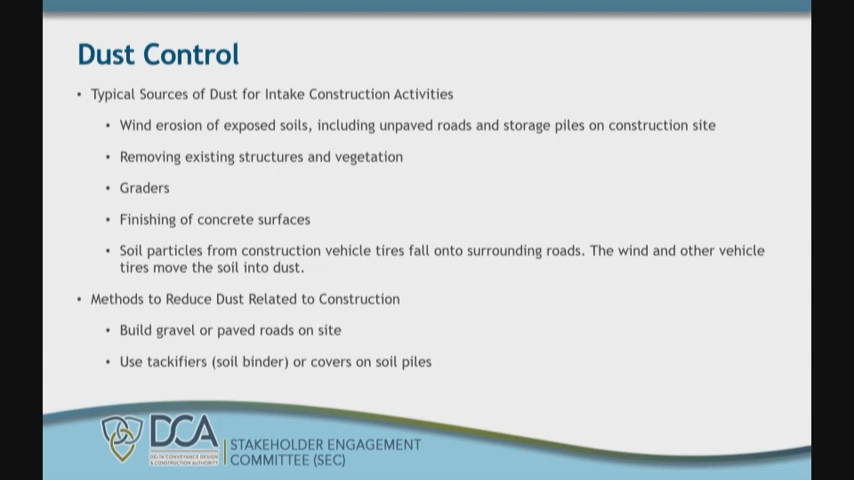 Dust Control
• Typical Sources of Dust for Intake Construction Activities
• Wind erosion of exposed soils, including unpaved roads and storage piles on construction site
• Removing existing structures and vegetation
• Graders
• Finishing of concrete surfaces
• Soil particles from construction vehicle tires fall onto surrounding roads. The wind and other vehicle
tires move the soil into dust.
• Methods to Reduce Dust Related to Construction
• Build gravel or paved roads on site
• Use tackifiers (soil binder) or covers on soil piles
DCA
DELTA CONVEYANCE DESIGN
& CONSTRUCTION AUTHORITY
STAKEHOLDER ENGAGEMENT
COMMITTEE (SEC)